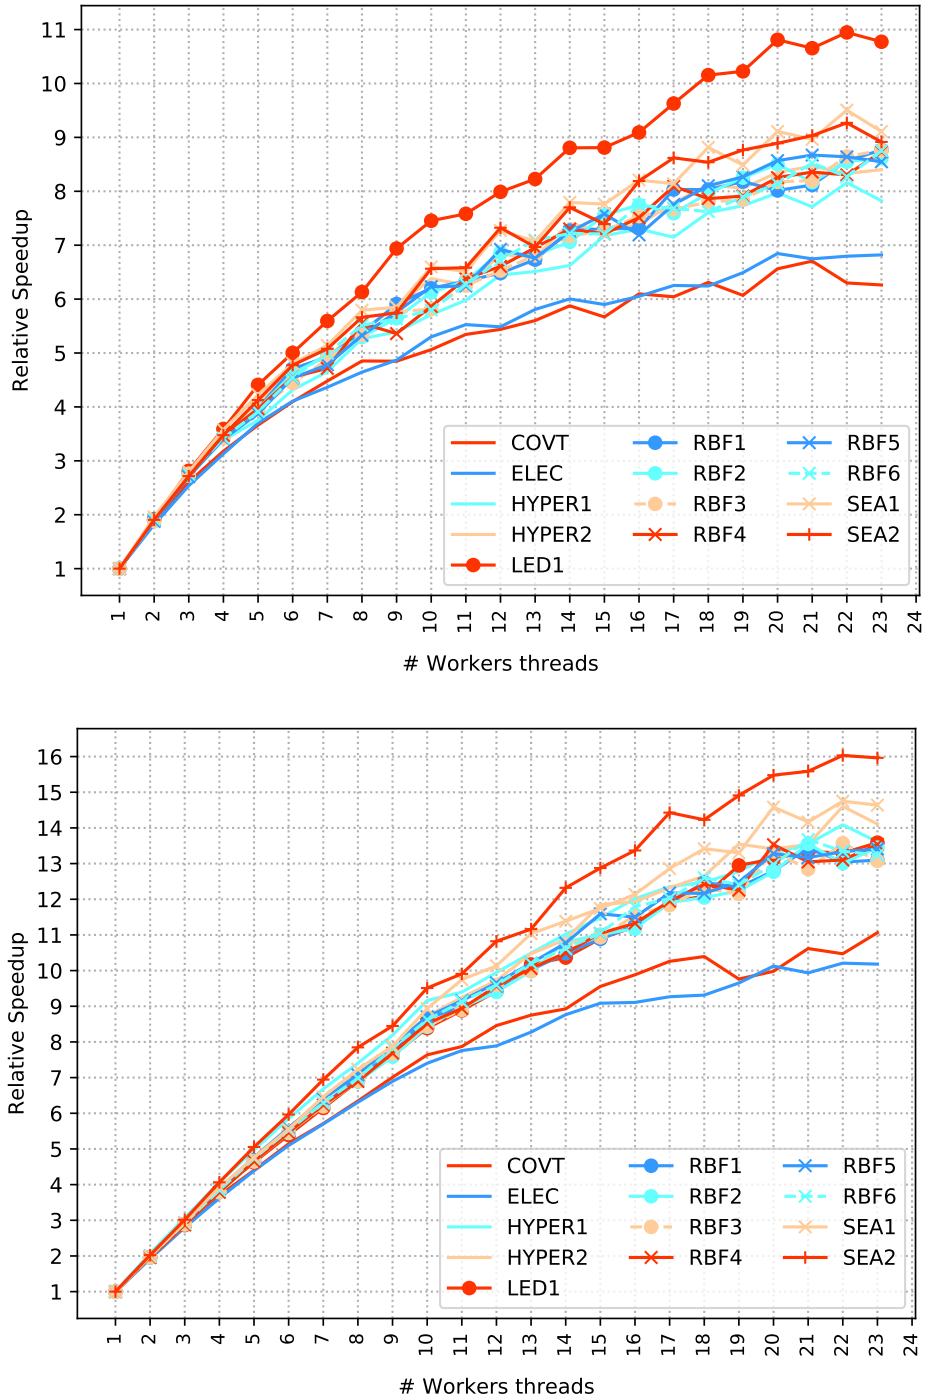 11
10
9
8
7
6
5
4
3
2
1
Relative Speedup
COVT RBF1 RBF5
ELEC RBF2 RBF6
HYPER1 RBF3 SEA1
HYPER2 RBF4 SEA2
LED1
1 2 3 4 5 6 7 8 9 10 11 12 13 14 15 16 17 18 19 20 21 22 23 24
# Workers threads
16
15
14
13
12
11
10
9
8
7
6
5
4
3
2
1
Relative Speedup
COVT RBF1 RBF5
ELEC RBF2 RBF6
HYPER1 RBF3 SEA1
HYPER2 RBF4 SEA2
LED1
1 2 3 4 5 6 7 8 9 10 11 12 13 14 15 16 17 18 19 20 21 22 23 24
# Workers threads